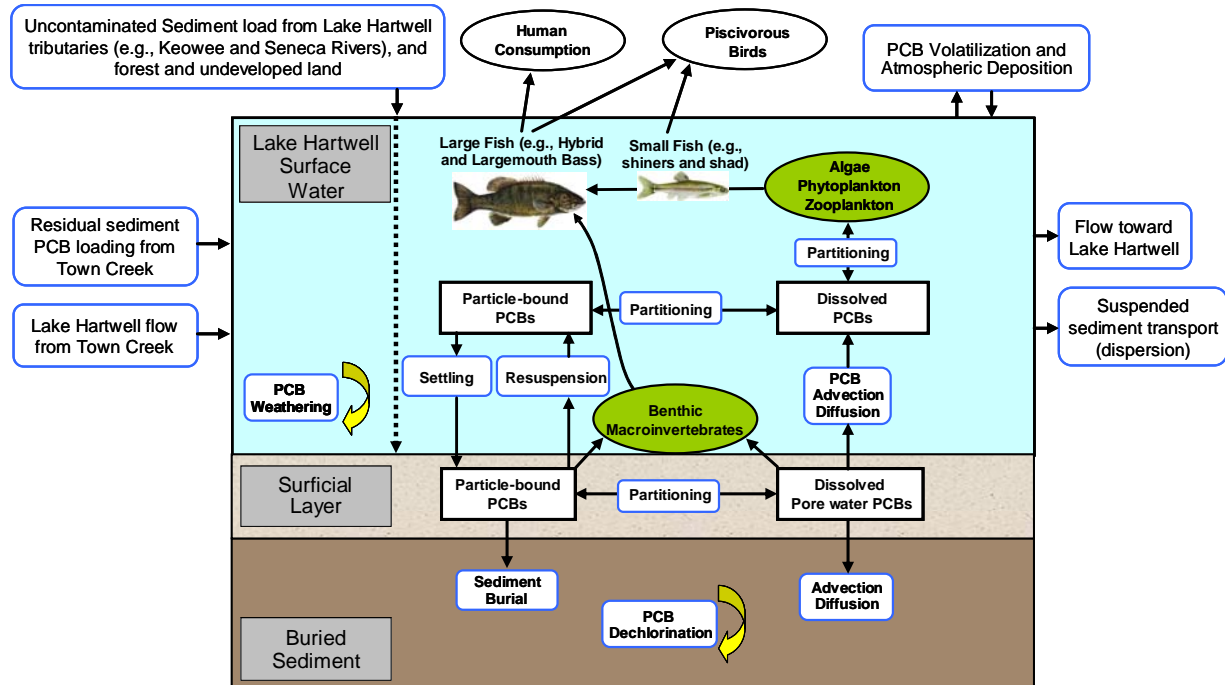 Uncontaminated Sediment load from Lake Hartwell
tributaries (e.g., Keowee and Seneca Rivers), and
forest and undeveloped land
Human
Consumption
Piscivorous
Birds
PCB Volatilization and
Atmospheric Deposition
Lake Hartwell
Surface
Water
Large Fish (e.g., Hybrid
and Largemouth Bass)
Small Fish (e.g.,
shiners and shad)
Algae
Phytoplankton
Zooplankton
Residual sediment
PCB loading from
Town Creek
Flow toward
Lake Hartwell
Partitioning
Particle-bound
PCBs
Partitioning
Dissolved
PCBs
Lake Hartwell flow
from Town Creek
Suspended
sediment transport
(dispersion)
Settling
Resuspension
PCB
Advection
Diffusion
PCB
Weathering
Benthic
Macroinvertebrates
Surficial
Layer
Particle-bound
PCBs
Partitioning
Dissolved
Pore water PCBs
Sediment
Burial
Advection
Diffusion
PCB
Dechlorination
Buried
Sediment